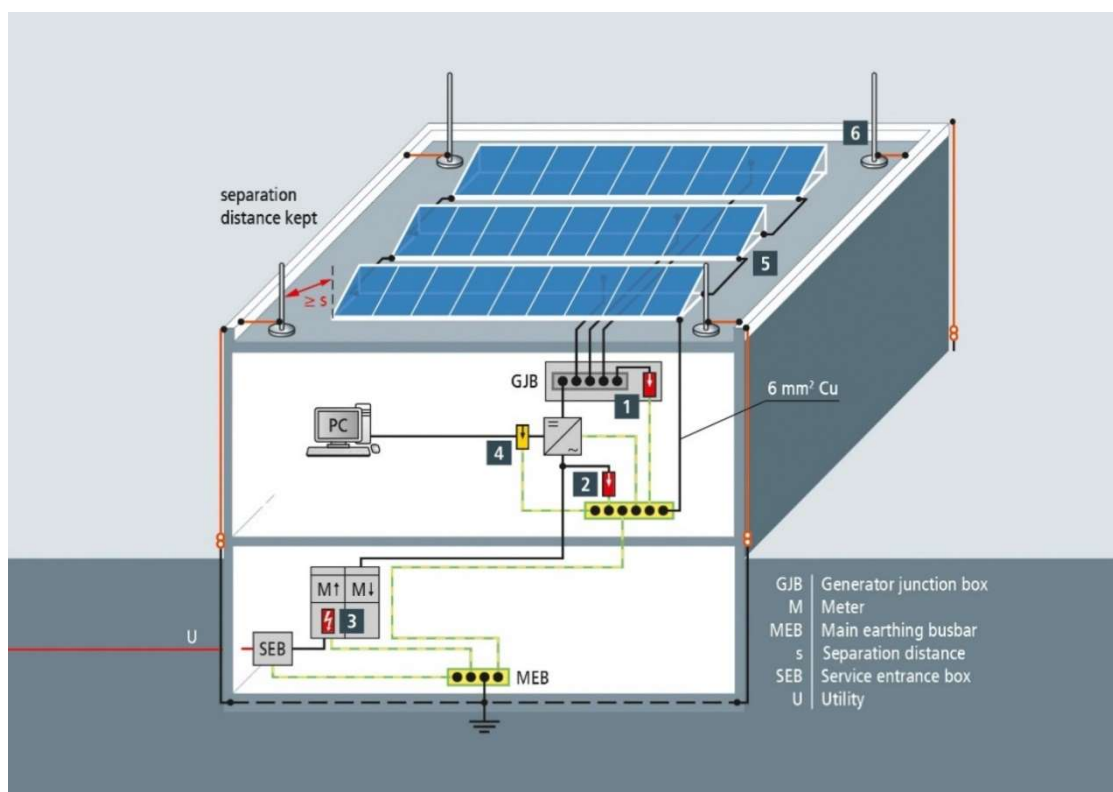 6
separation
distance kept
≥ s
5
GJB
1
6 mm² Cu
PC
4
=
~
2
M↑ M↓
3
U
SEB
MEB
GJB Generator junction box
M Meter
MEB Main earthing busbar
s Separation distance
SEB Service entrance box
U Utility